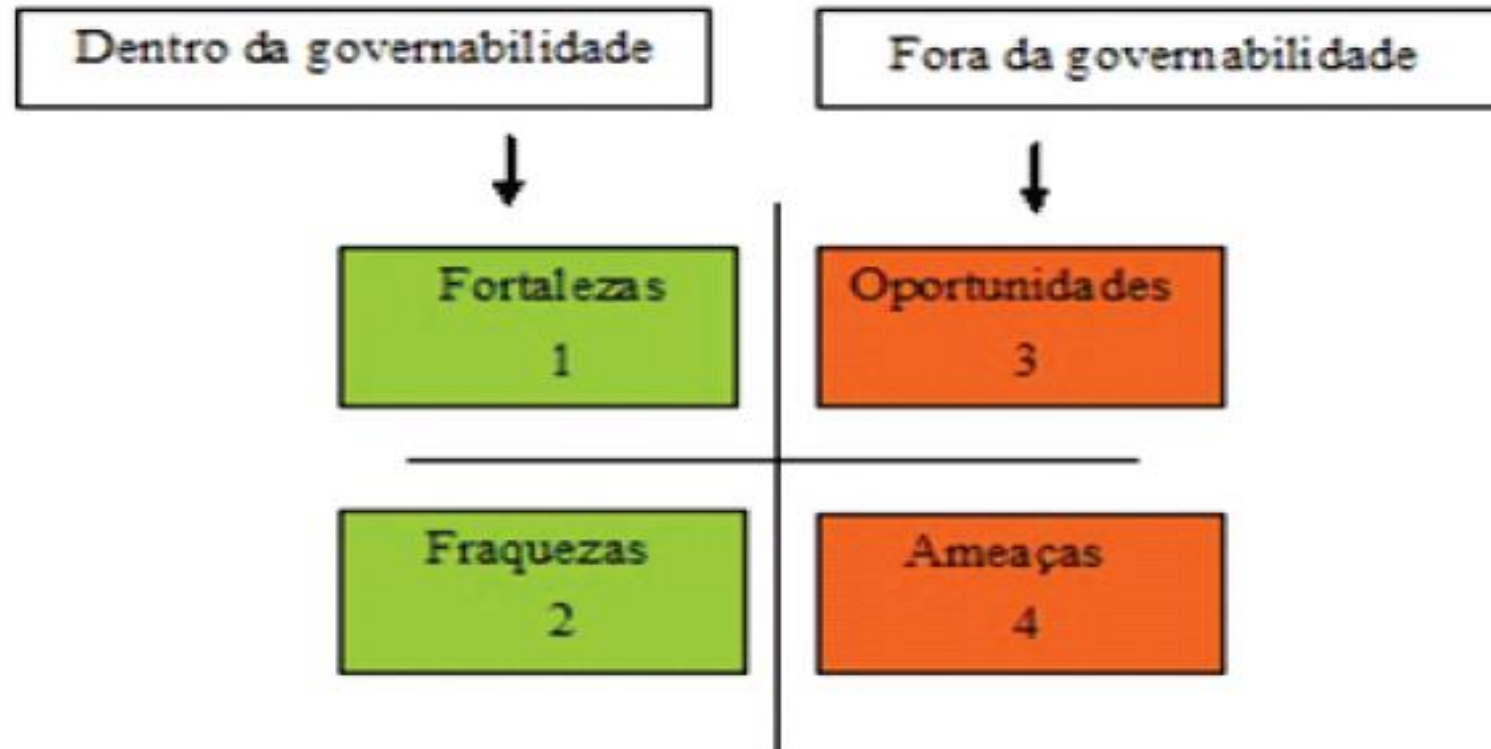 Dentro da governabilidade
Fora da governabilidade
Fortalezas
1
Oportunidades
3
Fraquezas
2
Ameaças
4